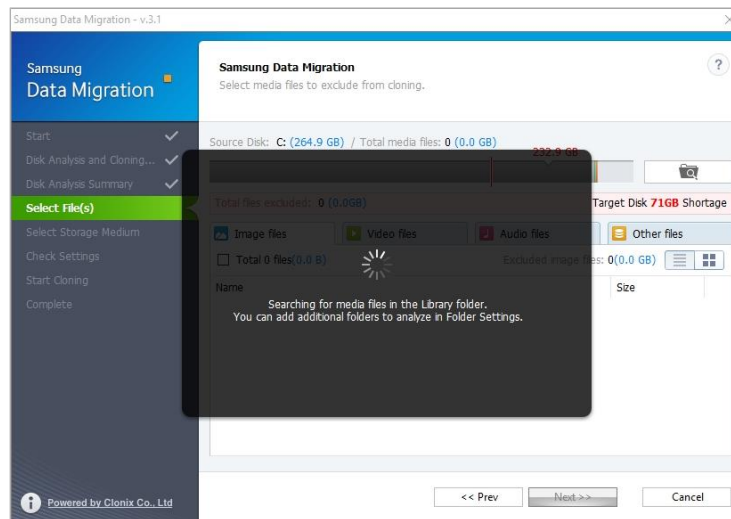 Samsung Data Migration - v.3.1
Samsung
Data Migration
Samsung Data Migration
Select media files to exclude from cloning.
?
Start
Disk Analysis and Cloning...
Disk Analysis Summary
Select File(s)
Select Storage Medium
Check Settings
Start Cloning
Complete
Source Disk: C: (264.9 GB) / Total media files: 0 (0.0 GB)
232.9 GB
Total files excluded: 0 (0.0GB)
Target Disk 71GB Shortage
Image files
Video files
Audio files
Other files
Total 0 files(0.0 B)
Excluded image files: 0(0.0 GB)
Name
Size
Searching for media files in the Library folder.
You can add additional folders to analyze in Folder Settings.
Powered by Clonix Co., Ltd
<< Prev
Next >>
Cancel